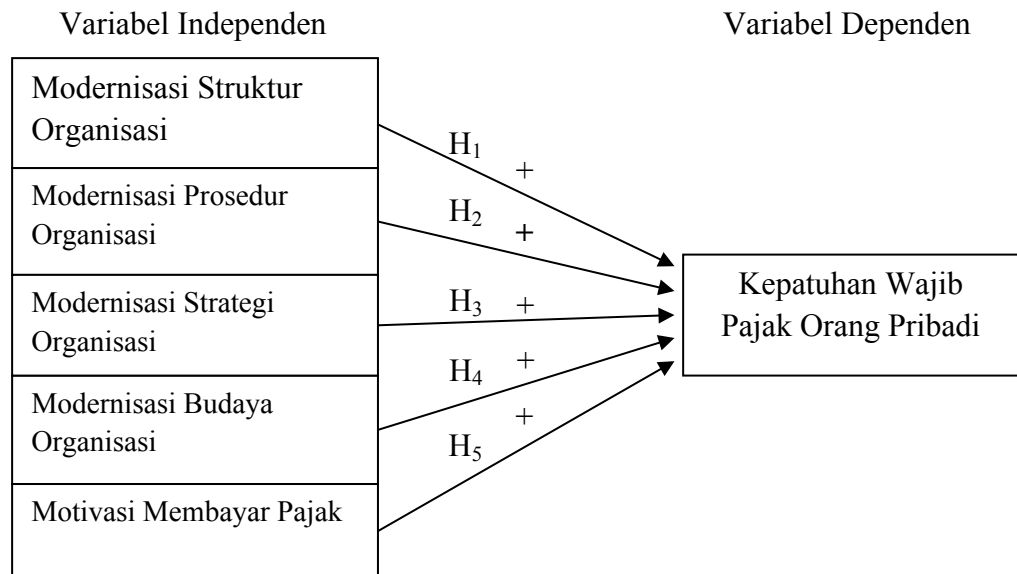 Variabel Independen
Variabel Dependen
Modernisasi Struktur
Organisasi
Modernisasi Prosedur
Organisasi
Modernisasi Strategi
Organisasi
Modernisasi Budaya
Organisasi
Motivasi Membayar Pajak
H₁
+
H₂
+
H₃
+
H₄
+
H₅
+
Kepatuhan Wajib
Pajak Orang Pribadi